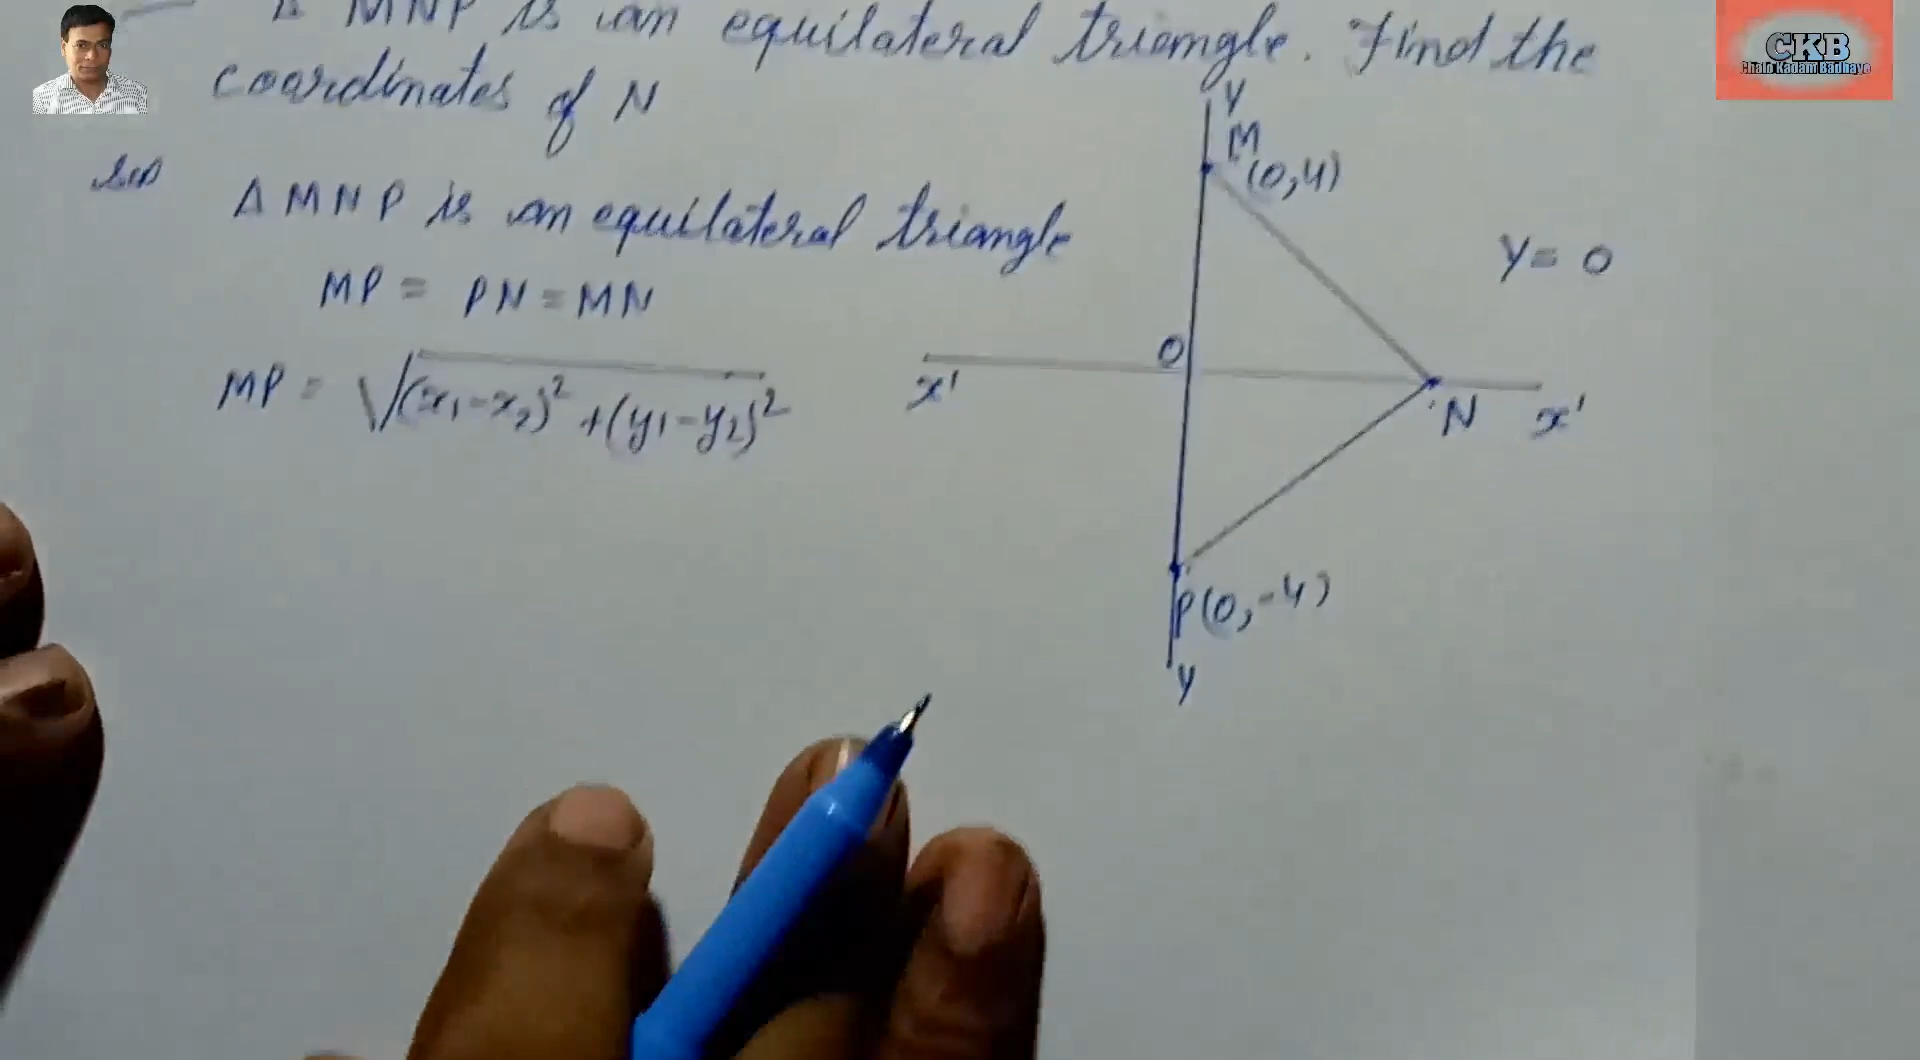 Δ MNP is an equilateral triangle. Find the
coordinates of N
Δ MNP is an equilateral triangle
MP = PN = MN
MP = √(x₁-x₂)² + (y₁-y₂)²
Y
M
(0,4)
Y = 0
O
x'
N
x'
P(0,-4)
Y
CKB
Chalo Kadam Badhaye